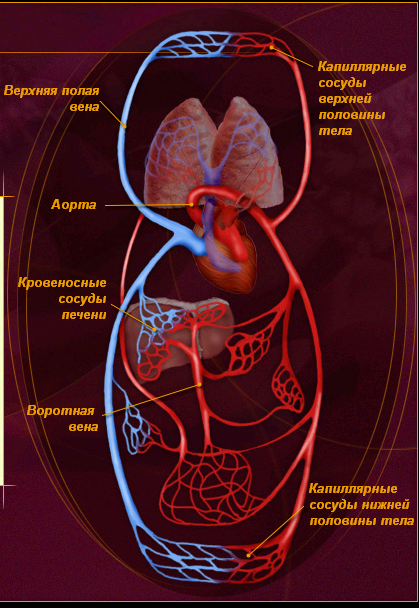 Капиллярные
сосуды
верхней
половины
тела
Верхняя полая
вена
Аорта
Кровеносные
сосуды
печени
Воротная
вена
Капиллярные
сосуды нижней
половины тела